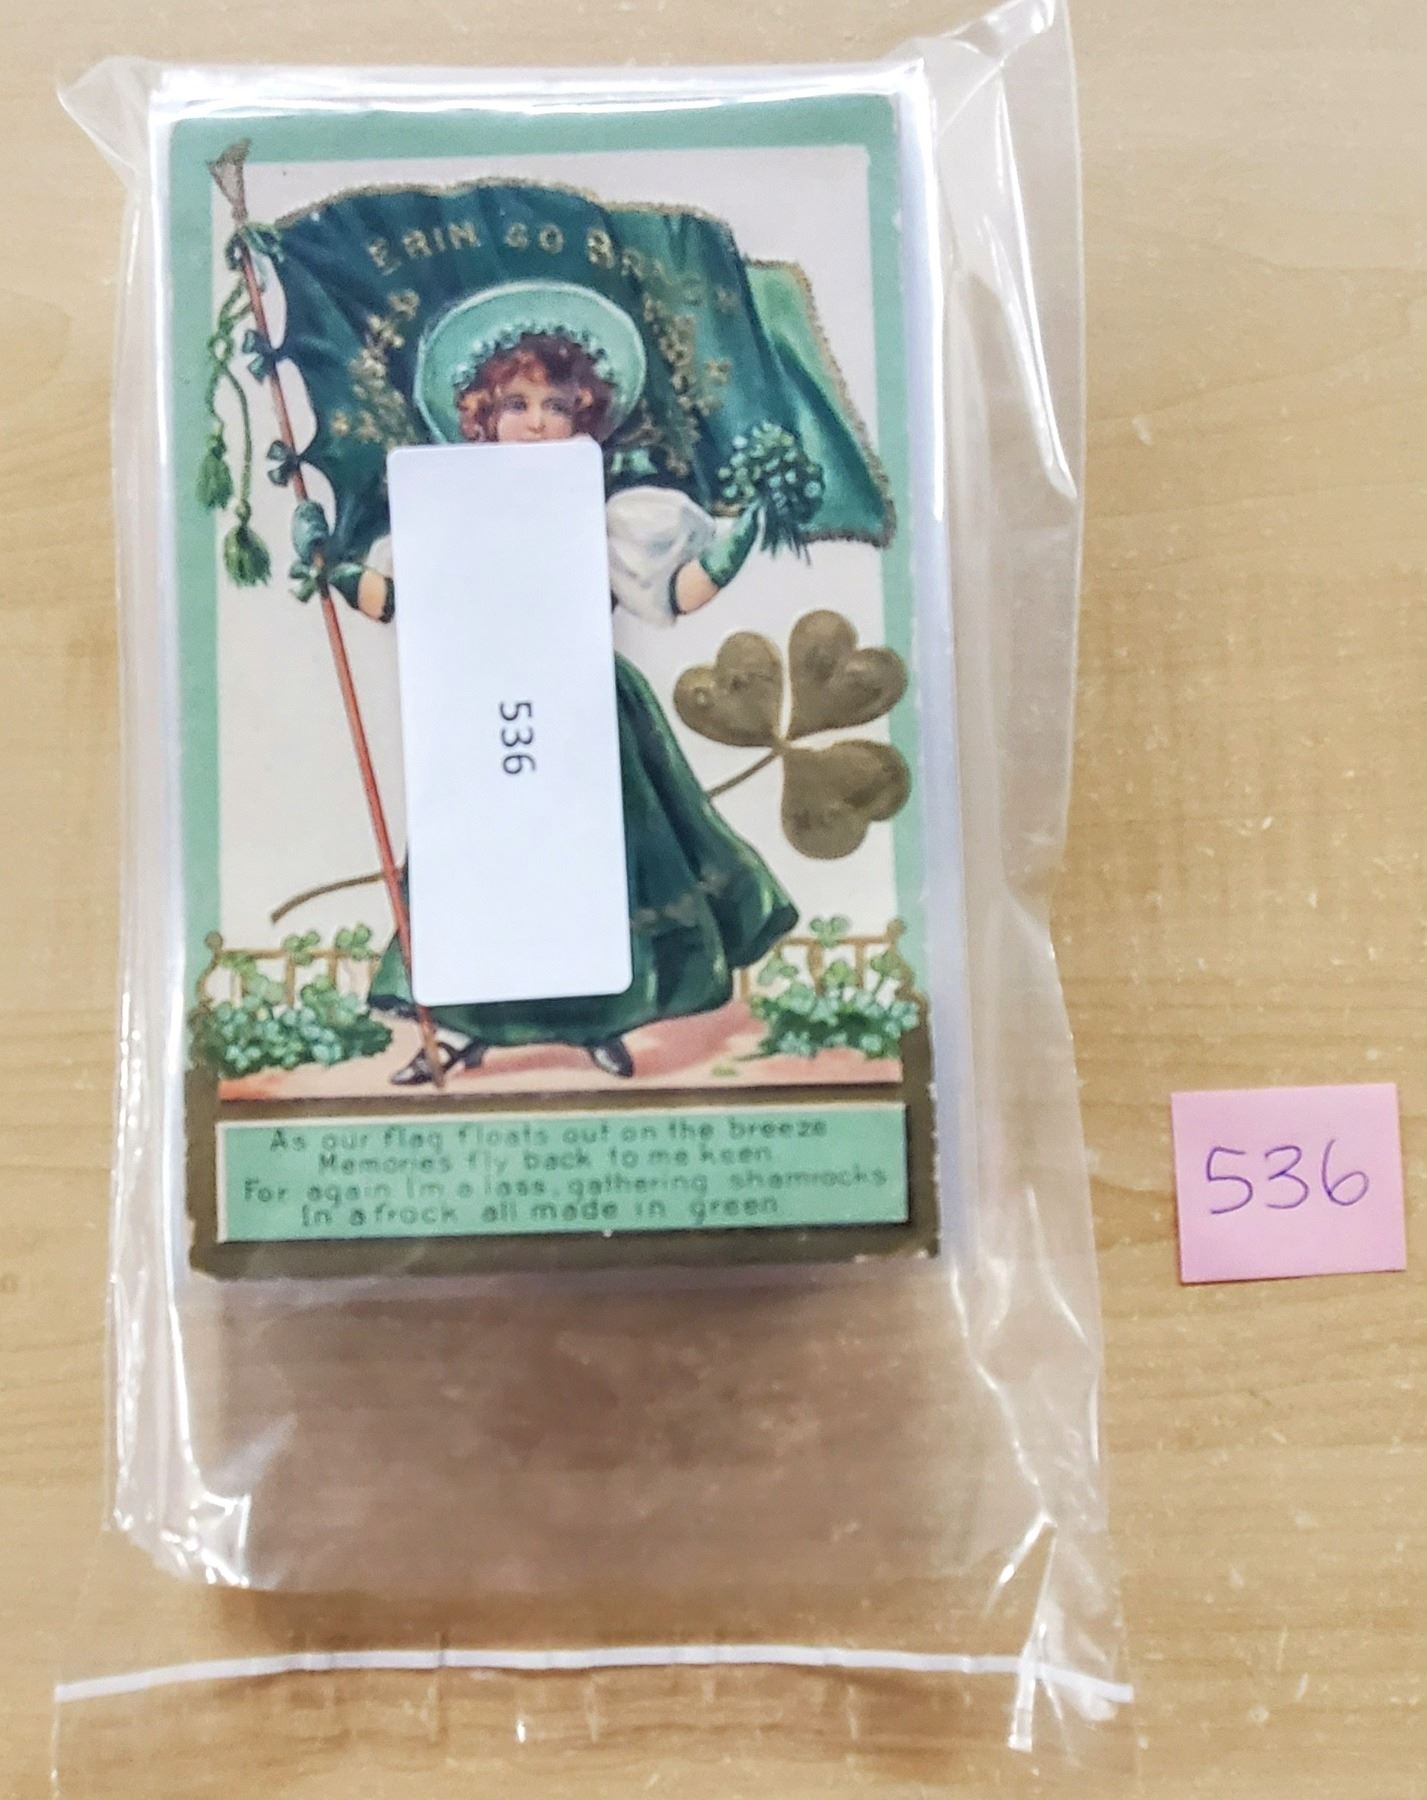 ERIN GO BRAGH
536
As our flag floats out on the breeze
Memories fly back to me keen
For again Im a lass, gathering shamrocks
In a frock all made in green
536